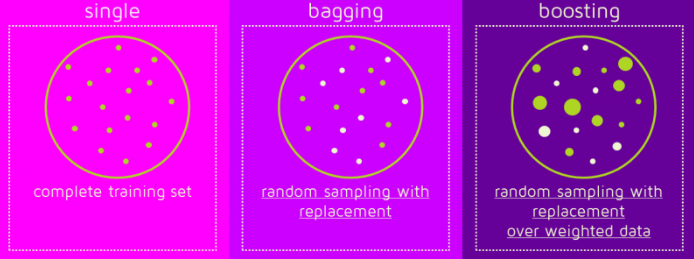 single
complete training set
bagging
random sampling with
replacement
boosting
random sampling with
replacement
over weighted data